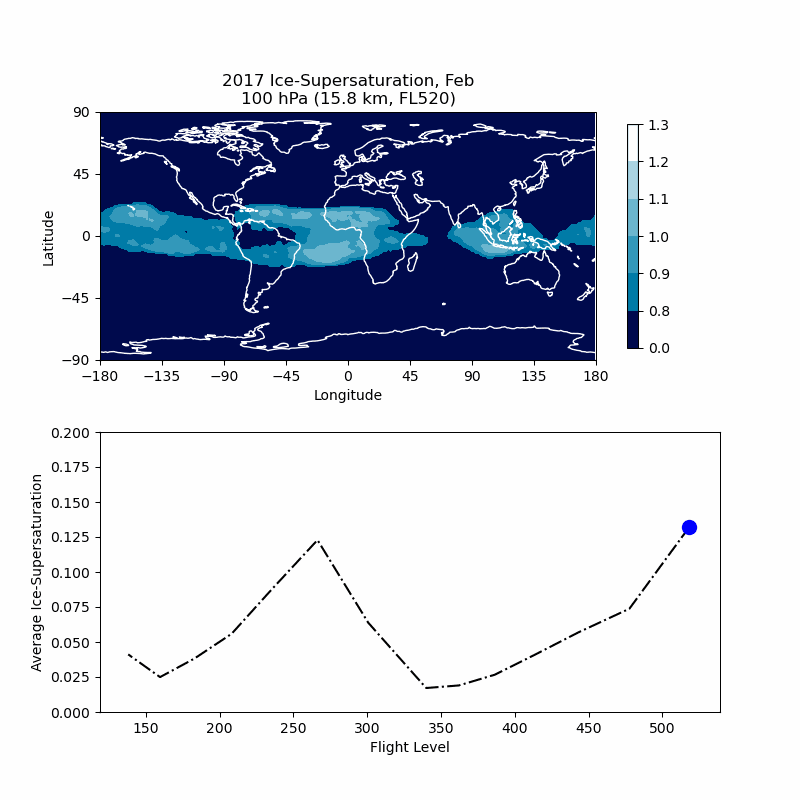 2017 Ice-Supersaturation, Feb
100 hPa (15.8 km, FL520)
90
45
0
−45
−90
Latitude
−180 −135 −90 −45 0 45 90 135 180
Longitude
1.3
1.2
1.1
1.0
0.9
0.8
0.0
0.200
0.175
0.150
0.125
0.100
0.075
0.050
0.025
0.000
Average Ice-Supersaturation
150 200 250 300 350 400 450 500
Flight Level